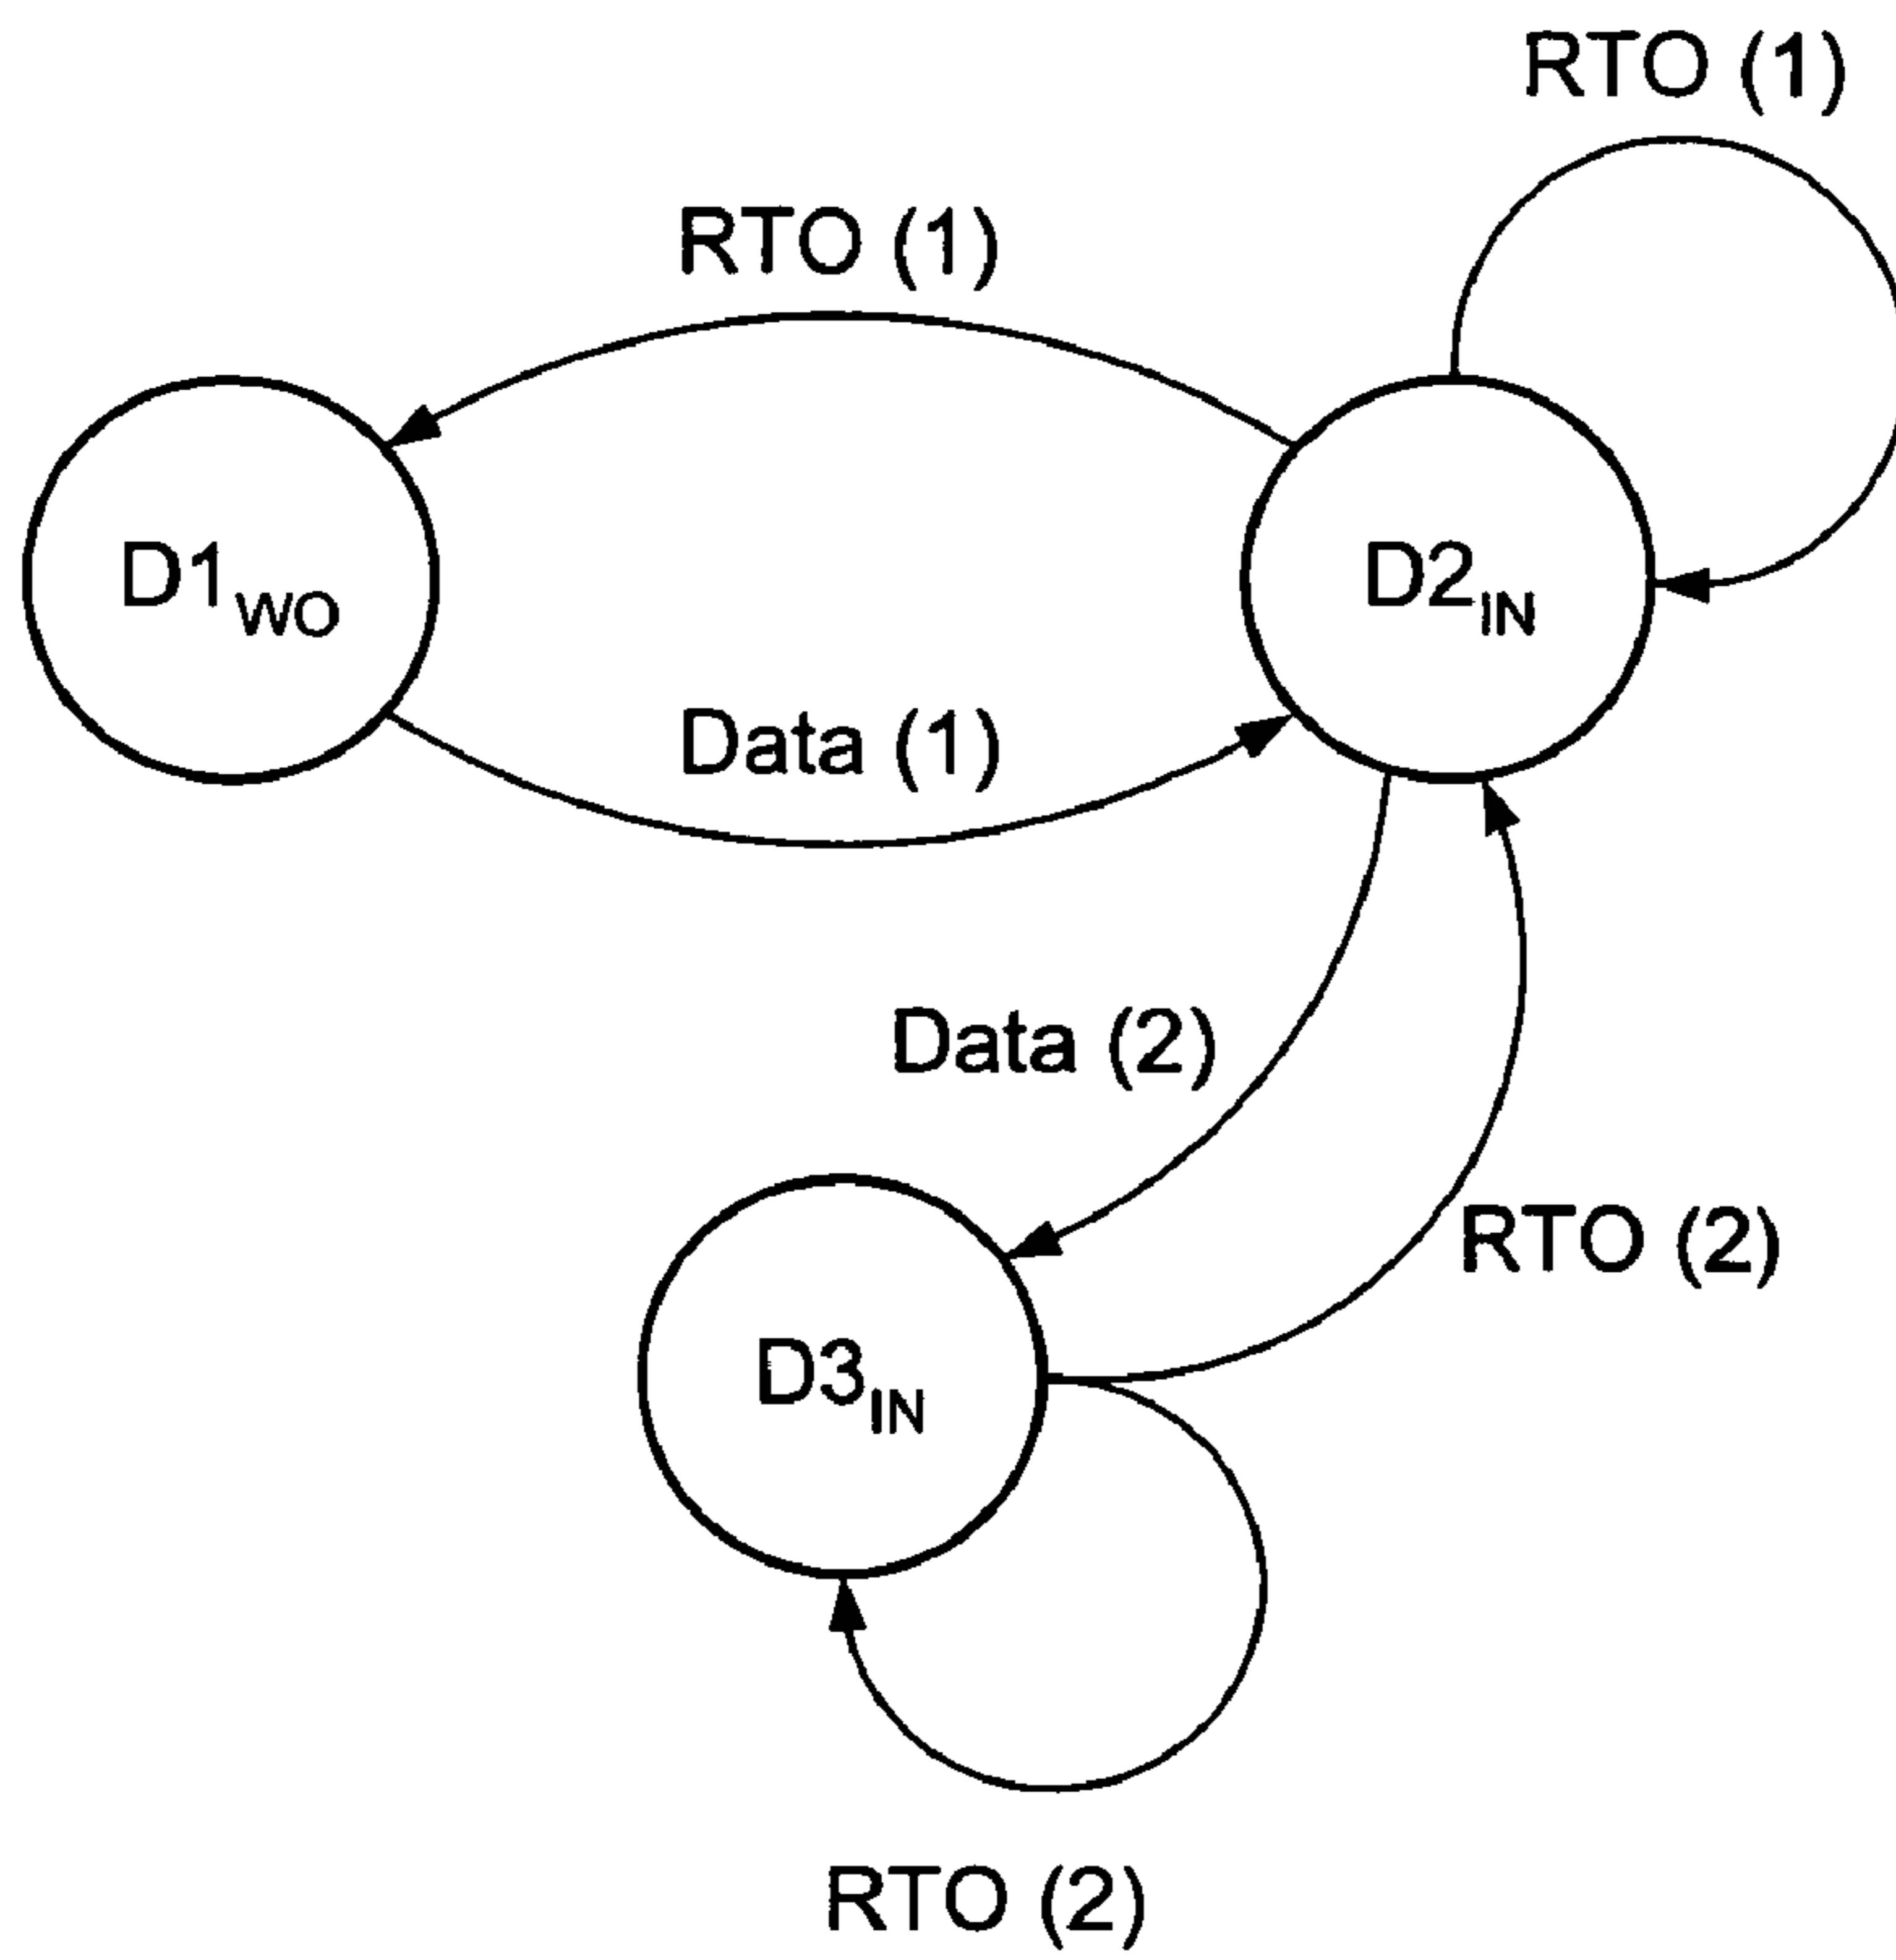 RTO (1)
RTO (1)
D1WO
D2IN
Data (1)
Data (2)
RTO (2)
D3IN
RTO (2)